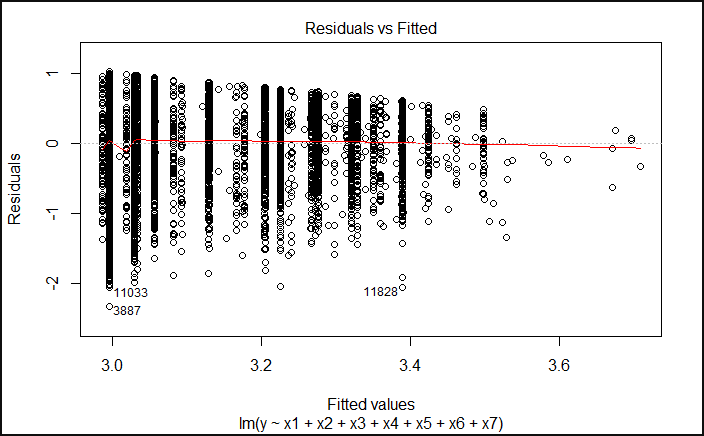 Residuals vs Fitted
Residuals
1
0
-1
-2
11033
3887
11828
3.0
3.2
3.4
3.6
Fitted values
lm(y ~ x1 + x2 + x3 + x4 + x5 + x6 + x7)